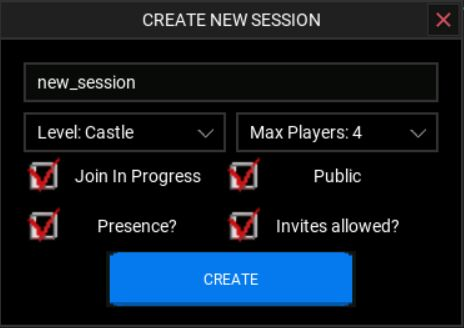 CREATE NEW SESSION
new_session
Level: Castle Max Players: 4
Join In Progress Public
Presence? Invites allowed?
CREATE